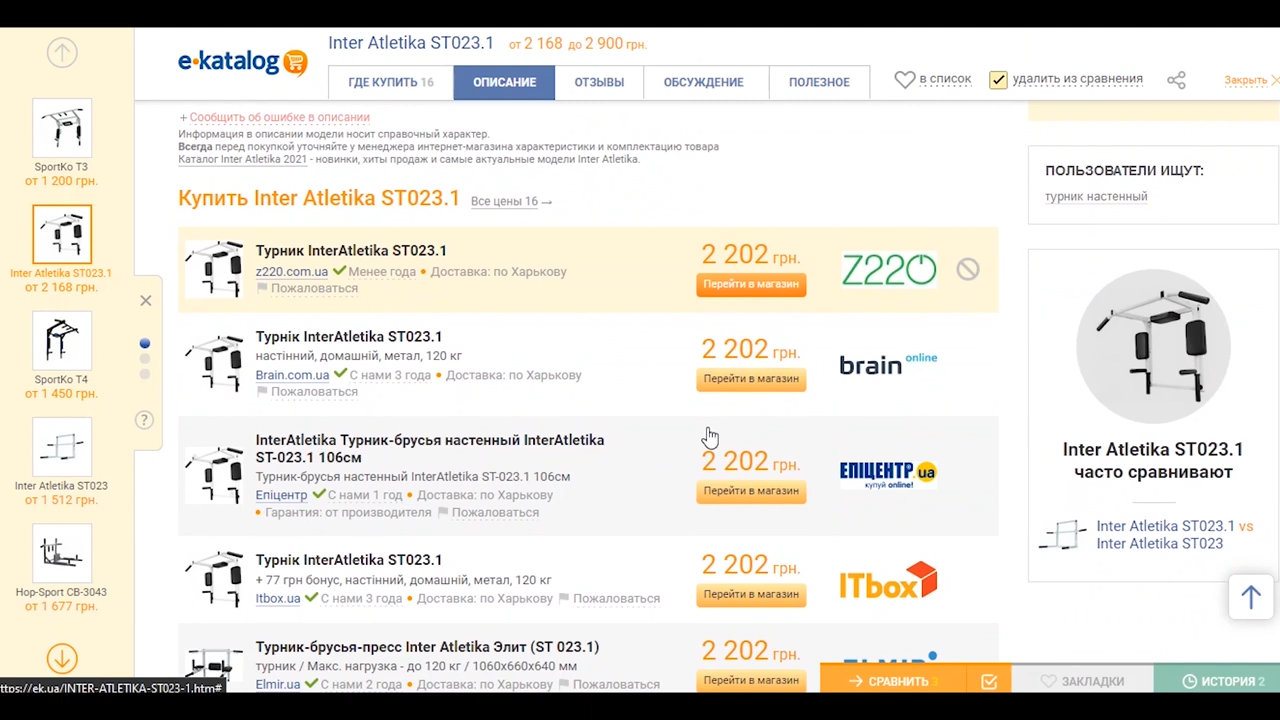 SportKo T3
от 1 200 грн.
Inter Atletika ST023.1
от 2 168 грн.
SportKo T4
от 1 450 грн.
Inter Atletika ST023
от 1 512 грн.
Hop-Sport CB-3043
от 1 677 грн.
?
e-katalog
Inter Atletika ST023.1 от 2 168 до 2 900 грн.
ГДЕ КУПИТЬ 16
ОПИСАНИЕ
ОТЗЫВЫ
ОБСУЖДЕНИЕ
ПОЛЕЗНОЕ
в список
удалить из сравнения
Закрыть
+ Сообщить об ошибке в описании
Информация в описании модели носит справочный характер.
Всегда перед покупкой уточняйте у менеджера интернет-магазина характеристики и комплектацию товара
Каталог Inter Atletika 2021 - новинки, хиты продаж и самые актуальные модели Inter Atletika.
Купить Inter Atletika ST023.1 Все цены 16 →
Турник InterAtletika ST023.1
z220.com.ua Менее года • Доставка: по Харькову
Пожаловаться
2 202 грн.
Перейти в магазин
Z220
Турнік InterAtletika ST023.1
настінний, домашній, метал, 120 кг
Brain.com.ua С нами 3 года • Доставка: по Харькову
Пожаловаться
2 202 грн.
Перейти в магазин
brain online
InterAtletika Турник-брусья настенный InterAtletika
ST-023.1 106см
Турник-брусья настенный InterAtletika ST-023.1 106см
Епіцентр С нами 1 год • Доставка: по Харькову
• Гарантия: от производителя Пожаловаться
2 202 грн.
Перейти в магазин
ЕПІЦЕНТР.ua
купуй online!
Турнік InterAtletika ST023.1
+ 77 грн бонус, настінний, домашній, метал, 120 кг
Itbox.ua С нами 3 года • Доставка: по Харькову Пожаловаться
2 202 грн.
Перейти в магазин
ITbox
Турник-брусья-пресс Inter Atletika Элит (ST 023.1)
турник / Макс. нагрузка - до 120 кг / 1060х660х640 мм
Elmir.ua С нами 2 года • Доставка: по Харькову Пожаловаться
2 202 грн.
Перейти в магазин
ПОЛЬЗОВАТЕЛИ ИЩУТ:
турник настенный
Inter Atletika ST023.1
часто сравнивают
Inter Atletika ST023.1 vs
Inter Atletika ST023
→ СРАВНИТЬ 3
ЗАКЛАДКИ
ИСТОРИЯ 2
ttps://ek.ua/INTER-ATLETIKA-ST023-1.htm#